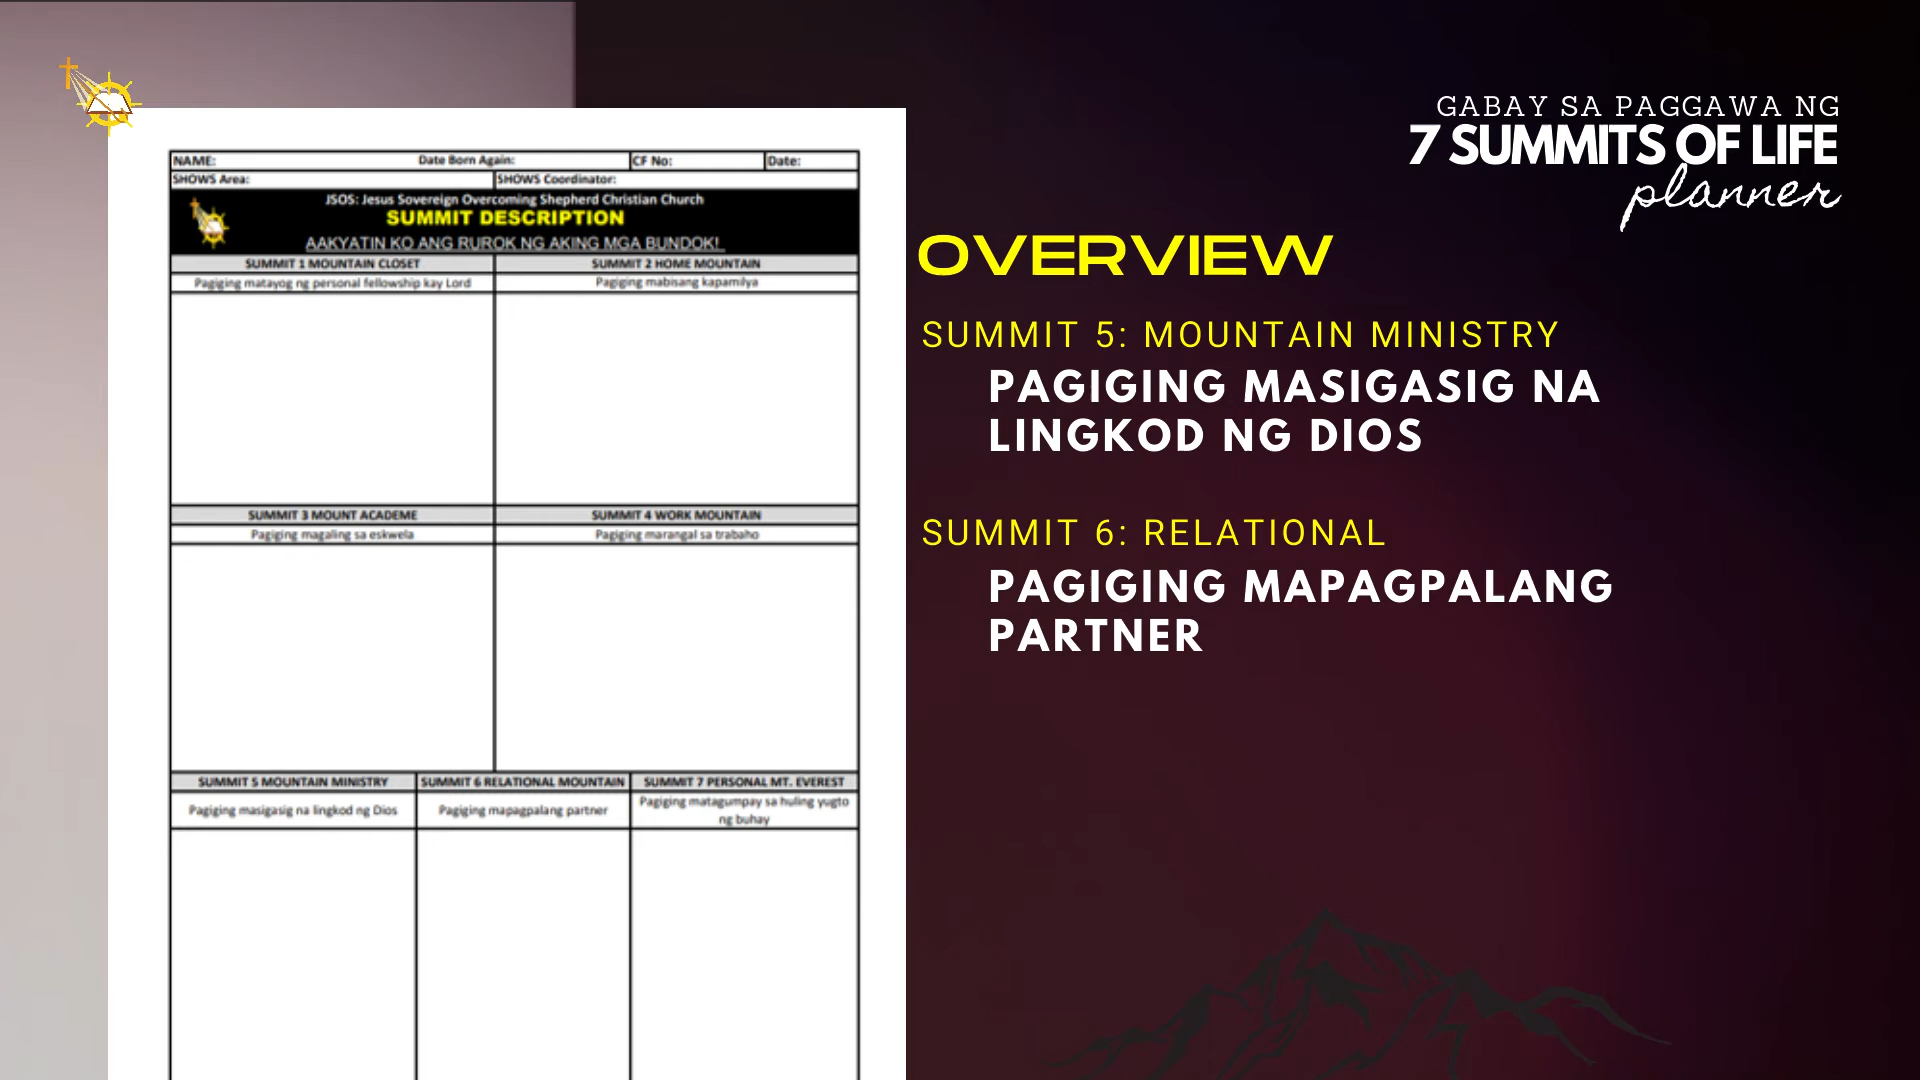 GABAY SA PAGGAWA NG
7 SUMMITS OF LIFE
planner
NAME: Date Born Again: CF No: Date:
SHOWS Area: SHOWS Coordinator:
JSOS: Jesus Sovereign Overcoming Shepherd Christian Church
SUMMIT DESCRIPTION
AAKYATIN KO ANG RUROK NG AKING MGA BUNDOK!
SUMMIT 1 MOUNTAIN CLOSET SUMMIT 2 HOME MOUNTAIN
Pagiging matayog ng personal fellowship kay Lord Pagiging mabisang kapamilya
SUMMIT 3 MOUNT ACADEME SUMMIT 4 WORK MOUNTAIN
Pagiging magaling sa eskwela Pagiging marangal sa trabaho
SUMMIT 5 MOUNTAIN MINISTRY SUMMIT 6 RELATIONAL MOUNTAIN SUMMIT 7 PERSONAL MT. EVEREST
Pagiging masigasig na lingkod ng Dios Pagiging mapagpalang partner Pagiging matagumpay sa huling yugto
ng buhay
OVERVIEW
SUMMIT 5: MOUNTAIN MINISTRY
PAGIGING MASIGASIG NA
LINGKOD NG DIOS
SUMMIT 6: RELATIONAL
PAGIGING MAPAGPALANG
PARTNER